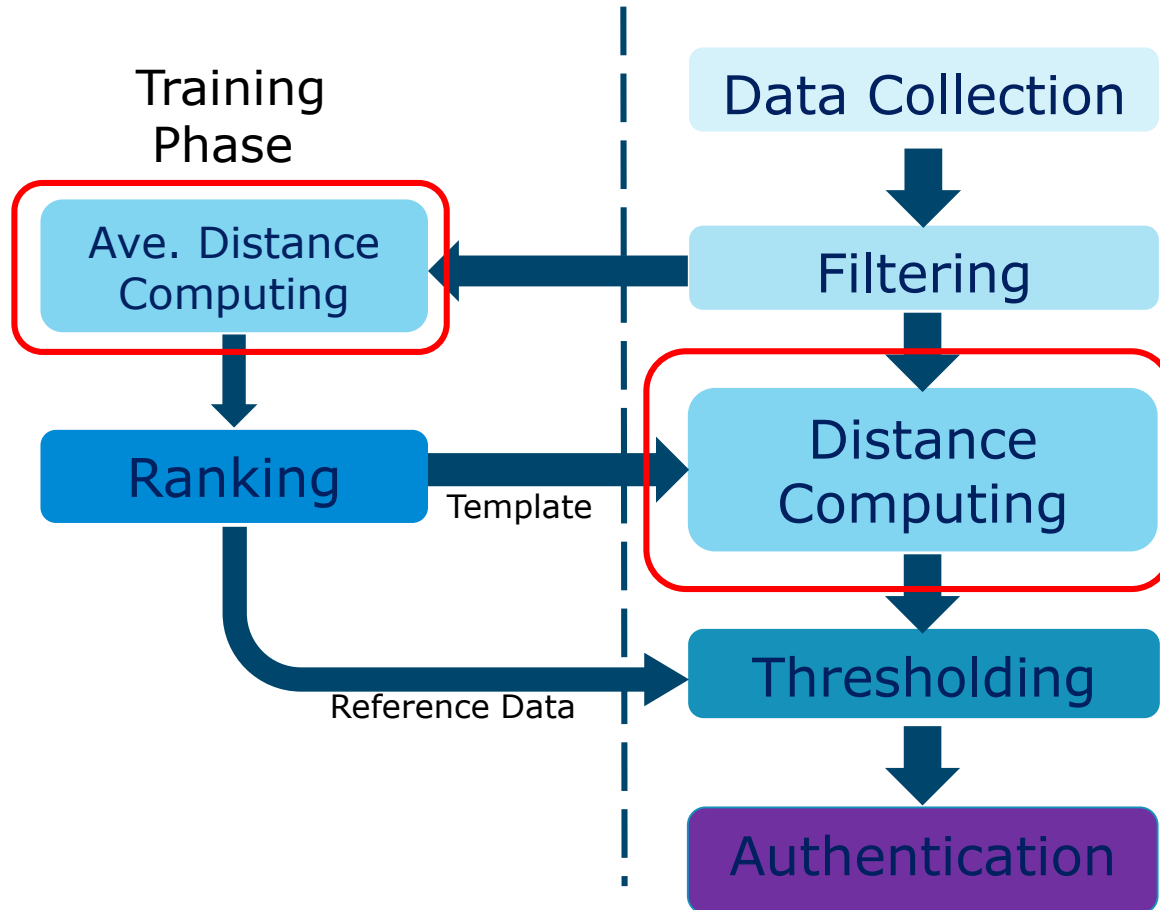 Training
Phase
Data Collection
Ave. Distance
Computing
Filtering
Ranking
Template
Distance
Computing
Reference Data
Thresholding
Authentication